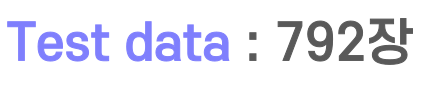 Test data : 792장